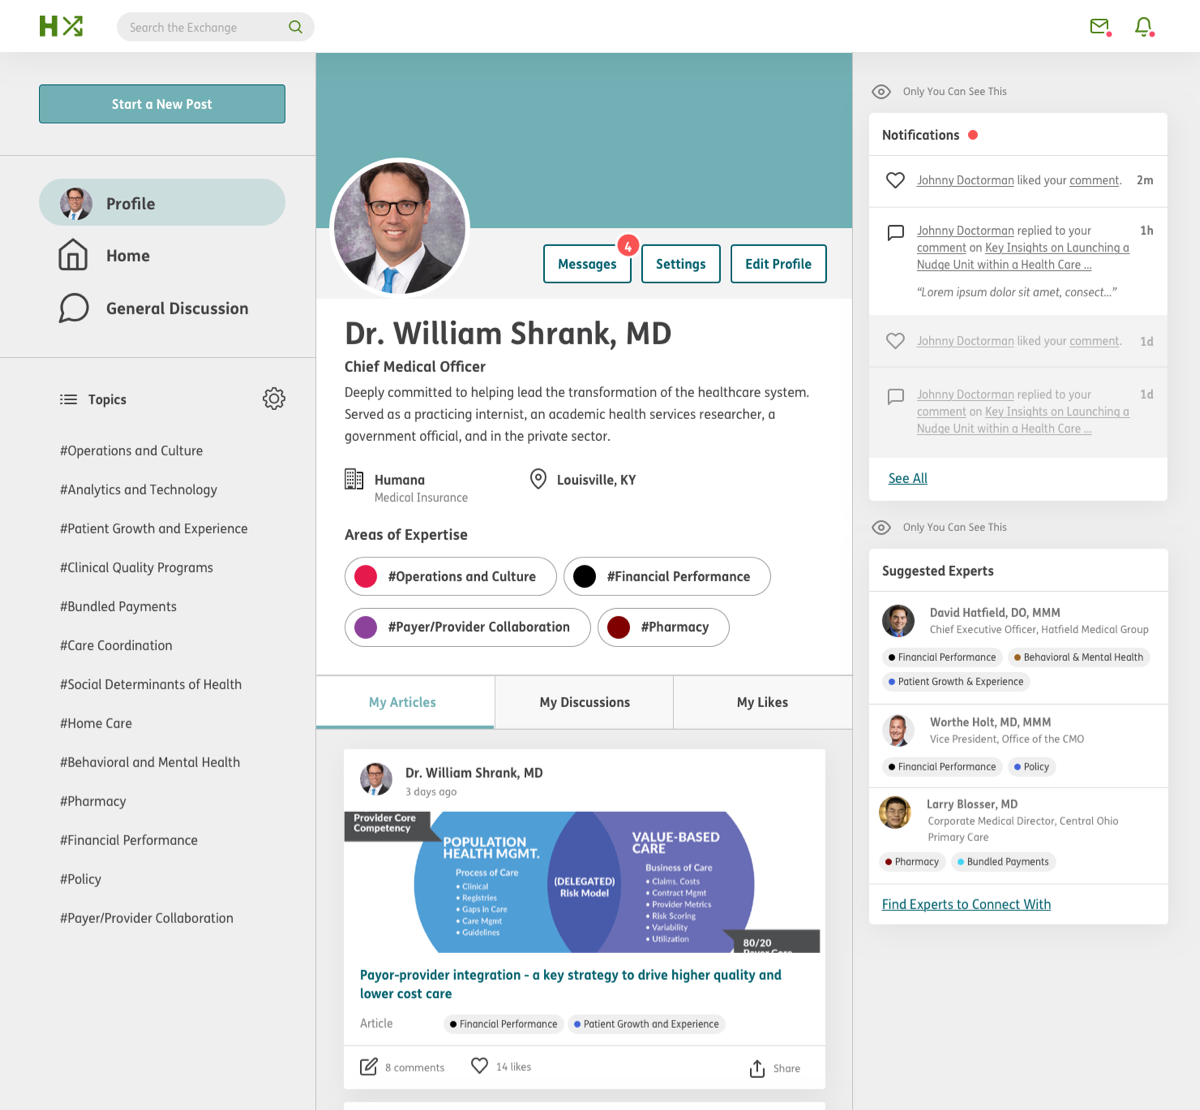 H
Search the Exchange
Start a New Post
Profile
Home
General Discussion
Topics
#Operations and Culture
#Analytics and Technology
#Patient Growth and Experience
#Clinical Quality Programs
#Bundled Payments
#Care Coordination
#Social Determinants of Health
#Home Care
#Behavioral and Mental Health
#Pharmacy
#Financial Performance
#Policy
#Payer/Provider Collaboration
Messages
4
Settings
Edit Profile
Dr. William Shrank, MD
Chief Medical Officer
Deeply committed to helping lead the transformation of the healthcare system.
Served as a practicing internist, an academic health services researcher, a
government official, and in the private sector.
Humana
Medical Insurance
Louisville, KY
Areas of Expertise
#Operations and Culture
#Financial Performance
#Payer/Provider Collaboration
#Pharmacy
My Articles
My Discussions
My Likes
Dr. William Shrank, MD
3 days ago
Provider Core
Competency
POPULATION
HEALTH MGMT.
Process of Care
• Clinical
• Registries
• Gaps in Care
• Care Mgmt
• Guidelines
(DELEGATED)
Risk Model
VALUE-BASED
CARE
Business of Care
• Claims, Costs
• Contract Mgmt
• Provider Metrics
• Risk Scoring
• Variability
• Utilization
80/20
Payor Core
Payor-provider integration - a key strategy to drive higher quality and
lower cost care
Article
Financial Performance
Patient Growth and Experience
8 comments
14 likes
Share
Only You Can See This
Notifications
Johnny Doctorman liked your comment. 2m
Johnny Doctorman replied to your 1h
comment on Key Insights on Launching a
Nudge Unit within a Health Care ...
“Lorem ipsum dolor sit amet, consect...”
Johnny Doctorman liked your comment. 1d
Johnny Doctorman replied to your 1d
comment on Key Insights on Launching a
Nudge Unit within a Health Care ...
See All
Only You Can See This
Suggested Experts
David Hatfield, DO, MMM
Chief Executive Officer, Hatfield Medical Group
Financial Performance
Behavioral & Mental Health
Patient Growth & Experience
Worthe Holt, MD, MMM
Vice President, Office of the CMO
Financial Performance
Policy
Larry Blosser, MD
Corporate Medical Director, Central Ohio
Primary Care
Pharmacy
Bundled Payments
Find Experts to Connect With